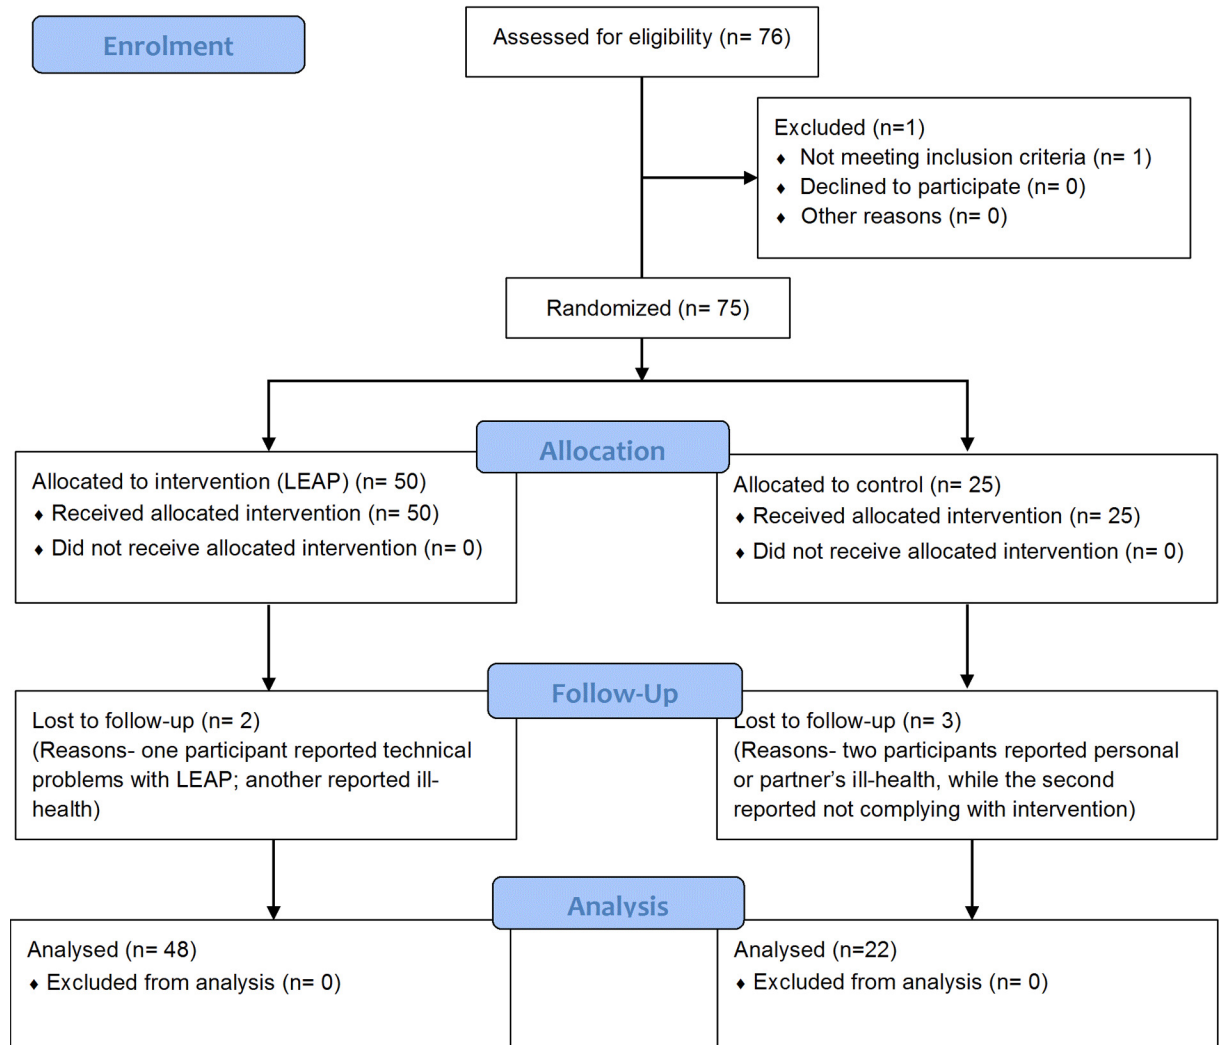 Enrolment
Assessed for eligibility (n= 76)
Excluded (n=1)
♦ Not meeting inclusion criteria (n= 1)
♦ Declined to participate (n= 0)
♦ Other reasons (n= 0)
Randomized (n= 75)
Allocation
Allocated to intervention (LEAP) (n= 50)
♦ Received allocated intervention (n= 50)
♦ Did not receive allocated intervention (n= 0)
Allocated to control (n= 25)
♦ Received allocated intervention (n= 25)
♦ Did not receive allocated intervention (n= 0)
Follow-Up
Lost to follow-up (n= 2)
(Reasons- one participant reported technical
problems with LEAP; another reported ill-
health)
Lost to follow-up (n= 3)
(Reasons- two participants reported personal
or partner’s ill-health, while the second
reported not complying with intervention)
Analysis
Analysed (n= 48)
♦ Excluded from analysis (n= 0)
Analysed (n=22)
♦ Excluded from analysis (n= 0)